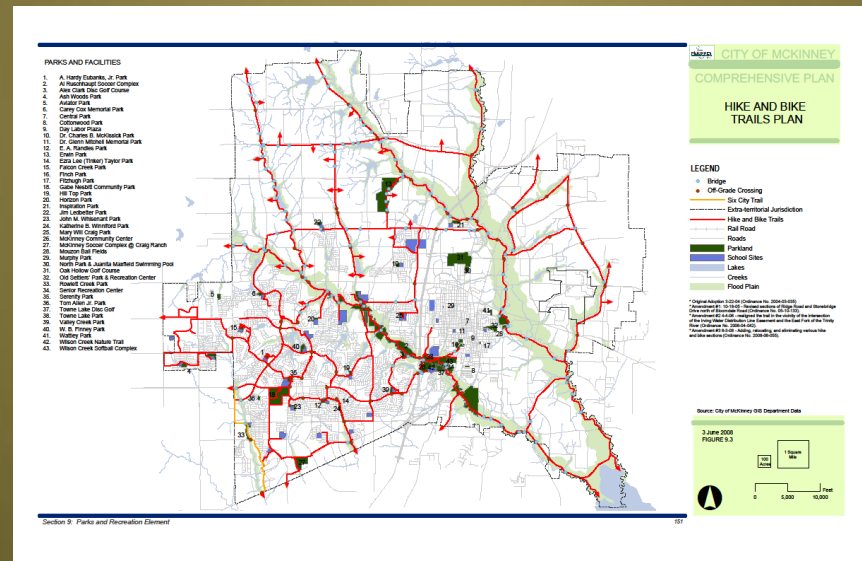 PARKS AND FACILITIES
1. A. Hardy Eubanks, Jr. Park
2. Al Ruschhaupt Soccer Complex
3. Alex Clark Disc Golf Course
4. Ash Woods Park
5. Aviator Park
6. Carey Cox Memorial Park
7. Central Park
8. Cottonwood Park
9. Day Labor Plaza
10. Dr. Charles B. McKissick Park
11. Dr. Glenn Mitchell Memorial Park
12. E. A. Randles Park
13. Erwin Park
14. Ezra Lee (Tinker) Taylor Park
15. Falcon Creek Park
16. Finch Park
17. Fitzhugh Park
18. Gabe Nesbitt Community Park
19. Hill Top Park
20. Horizon Park
21. Inspiration Park
22. Jim Ledbetter Park
23. John M. Whisenant Park
24. Katherine B. Winniford Park
25. Mary Will Craig Park
26. McKinney Community Center
27. McKinney Soccer Complex @ Craig Ranch
28. Mouzon Ball Fields
29. Murphy Park
30. North Park & Juanita Maxfield Swimming Pool
31. Oak Hollow Golf Course
32. Old Settlers' Park & Recreation Center
33. Rowlett Creek Park
34. Senior Recreation Center
35. Serenity Park
36. Tom Allen Jr. Park
37. Towne Lake Disc Golf
38. Towne Lake Park
39. Valley Creek Park
40. W. B. Finney Park
41. Wattley Park
42. Wilson Creek Nature Trail
43. Wilson Creek Softball Complex
CITY OF MCKINNEY
COMPREHENSIVE PLAN
HIKE AND BIKE
TRAILS PLAN
LEGEND
Bridge
Off-Grade Crossing
Six City Trail
Extra-territorial Jurisdiction
Hike and Bike Trails
Rail Road
Roads
Parkland
School Sites
Lakes
Creeks
Flood Plain
* Original Adoption 3-22-04 (Ordinance No. 2004-03-035)
Source: City of McKinney GIS Department Data
3 June 2008
FIGURE 9.3
100
Acres
1 Square
Mile
Feet
0 5,000 10,000
Section 9: Parks and Recreation Element
151